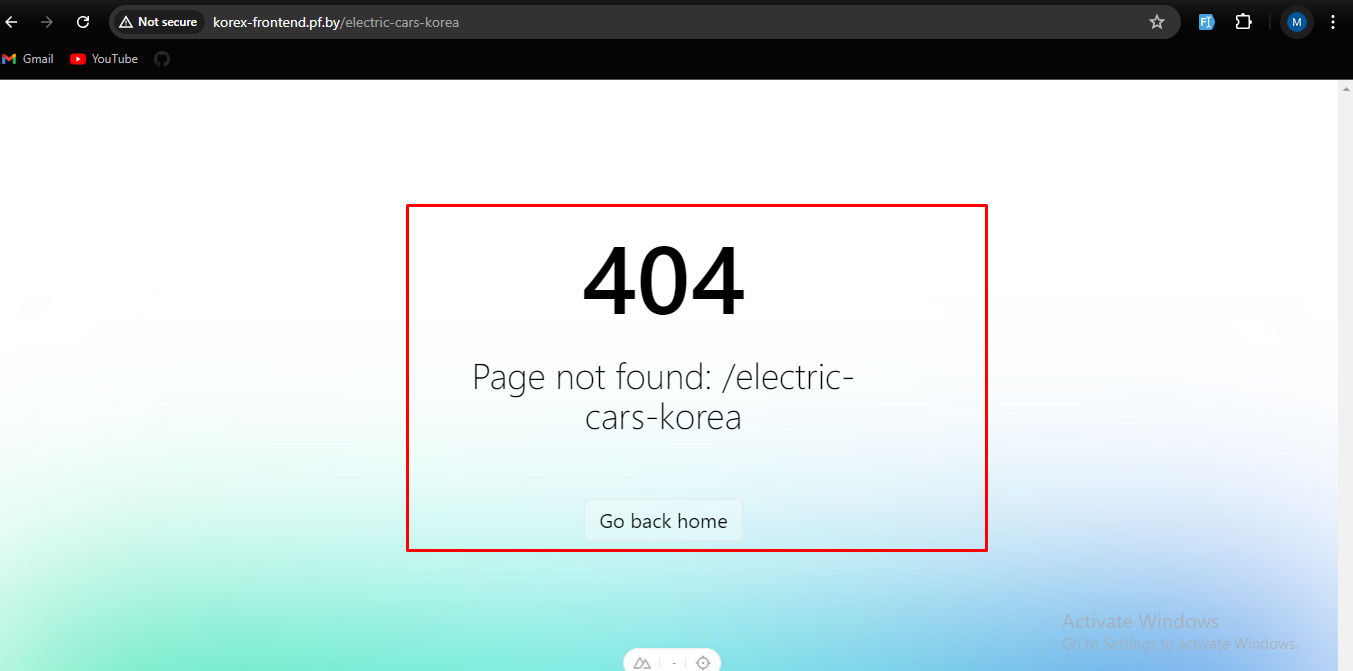 Not secure
korex-frontend.pf.by/electric-cars-korea
M
Gmail
YouTube
404
Page not found: /electric-
cars-korea
Go back home
Activate Windows
Go to Settings to activate Windows.
-